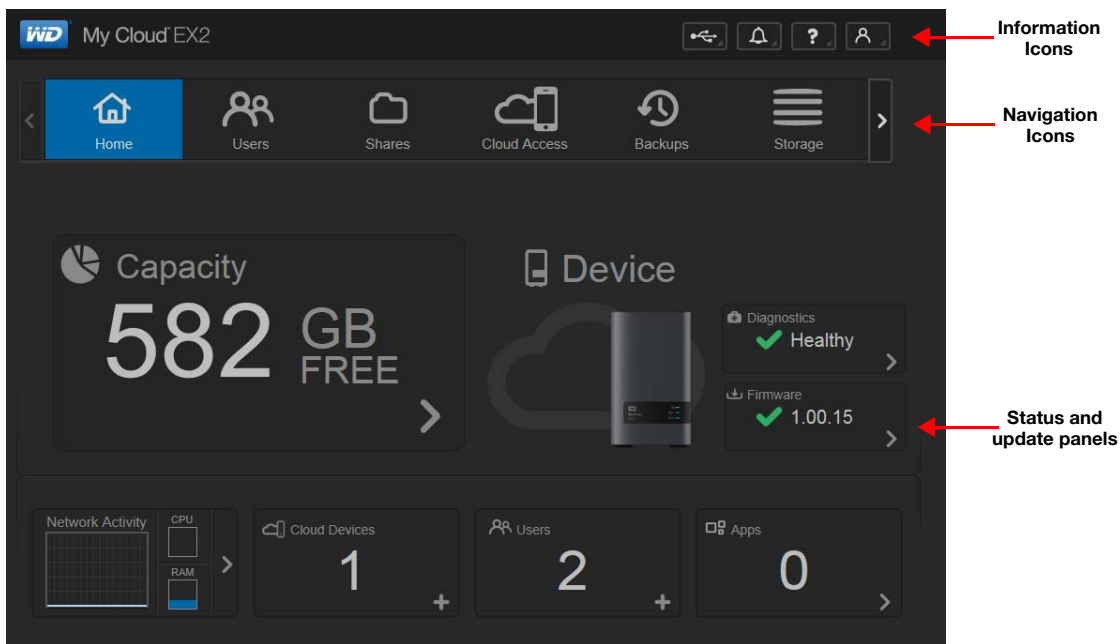 WD My Cloud EX2
?
Information
Icons
Home
Users
Shares
Cloud Access
Backups
Storage
Navigation
Icons
Capacity
582 GB
FREE
Device
Diagnostics
Healthy
Firmware
1.00.15
Status and
update panels
Network Activity
CPU
RAM
Cloud Devices
1
Users
2
Apps
0